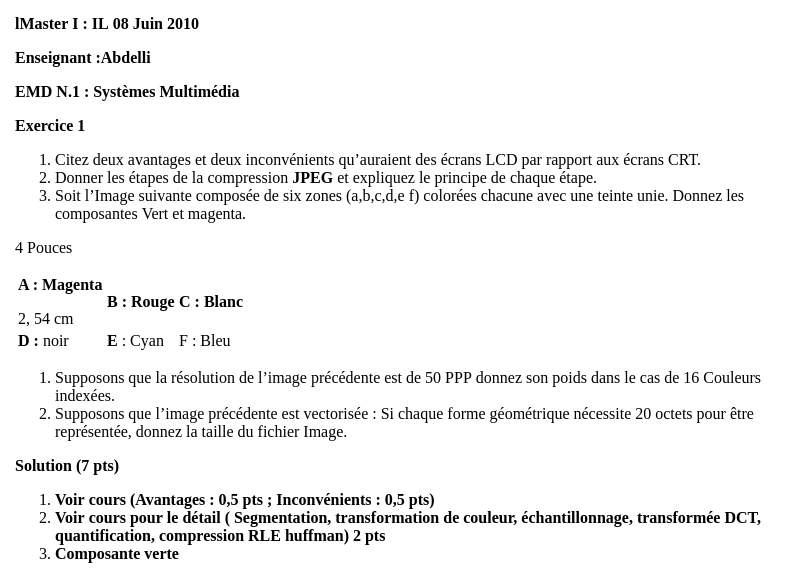 lMaster I : IL 08 Juin 2010
Enseignant :Abdelli
EMD N.1 : Systèmes Multimédia
Exercice 1
1. Citez deux avantages et deux inconvénients qu’auraient des écrans LCD par rapport aux écrans CRT.
2. Donner les étapes de la compression JPEG et expliquez le principe de chaque étape.
3. Soit l’Image suivante composée de six zones (a,b,c,d,e f) colorées chacune avec une teinte unie. Donnez les
composantes Vert et magenta.
4 Pouces
A : Magenta
B : Rouge C : Blanc
2, 54 cm
D : noir E : Cyan F : Bleu
1. Supposons que la résolution de l’image précédente est de 50 PPP donnez son poids dans le cas de 16 Couleurs
indexées.
2. Supposons que l’image précédente est vectorisée : Si chaque forme géométrique nécessite 20 octets pour être
représentée, donnez la taille du fichier Image.
Solution (7 pts)
1. Voir cours (Avantages : 0,5 pts ; Inconvénients : 0,5 pts)
2. Voir cours pour le détail ( Segmentation, transformation de couleur, échantillonnage, transformée DCT,
quantification, compression RLE huffman) 2 pts
3. Composante verte